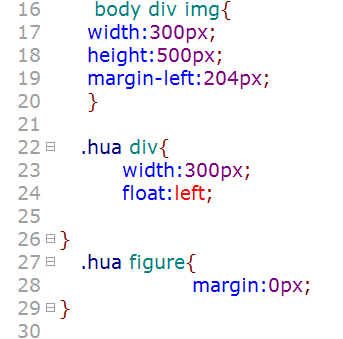 16 body div img{
17 width:300px;
18 height:500px;
19 margin-left:204px;
20 }
21
22 .hua div{
23 width:300px;
24 float:left;
25
26 }
27 .hua figure{
28 margin:0px;
29 }
30